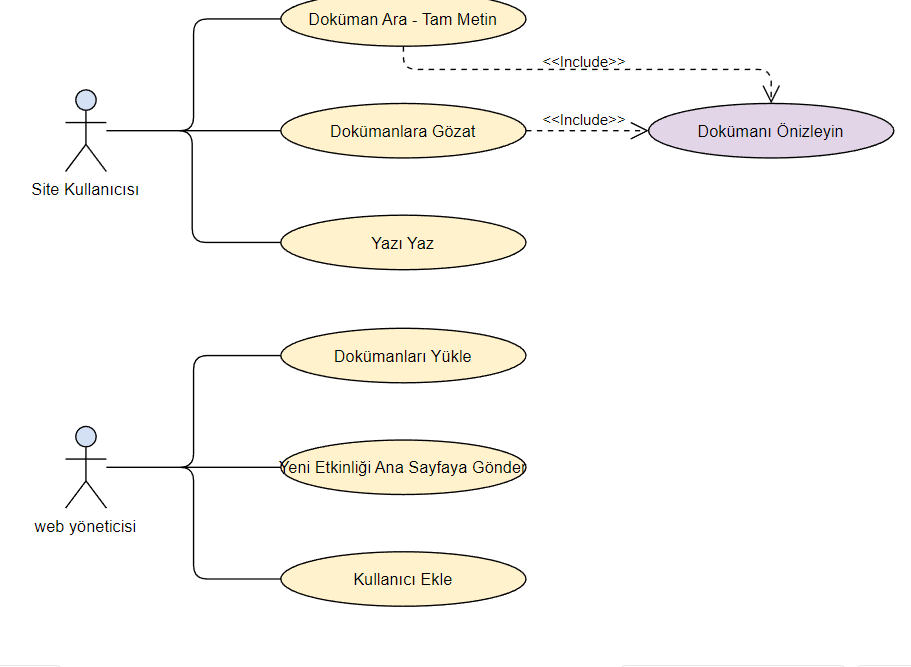 Doküman Ara - Tam Metin
<<Include>>
<<Include>>
Dokümanlara Gözat
Dokümanı Önizleyin
Site Kullanıcısı
Yazı Yaz
Dokümanları Yükle
Yeni Etkinliği Ana Sayfaya Gönder
web yöneticisi
Kullanıcı Ekle